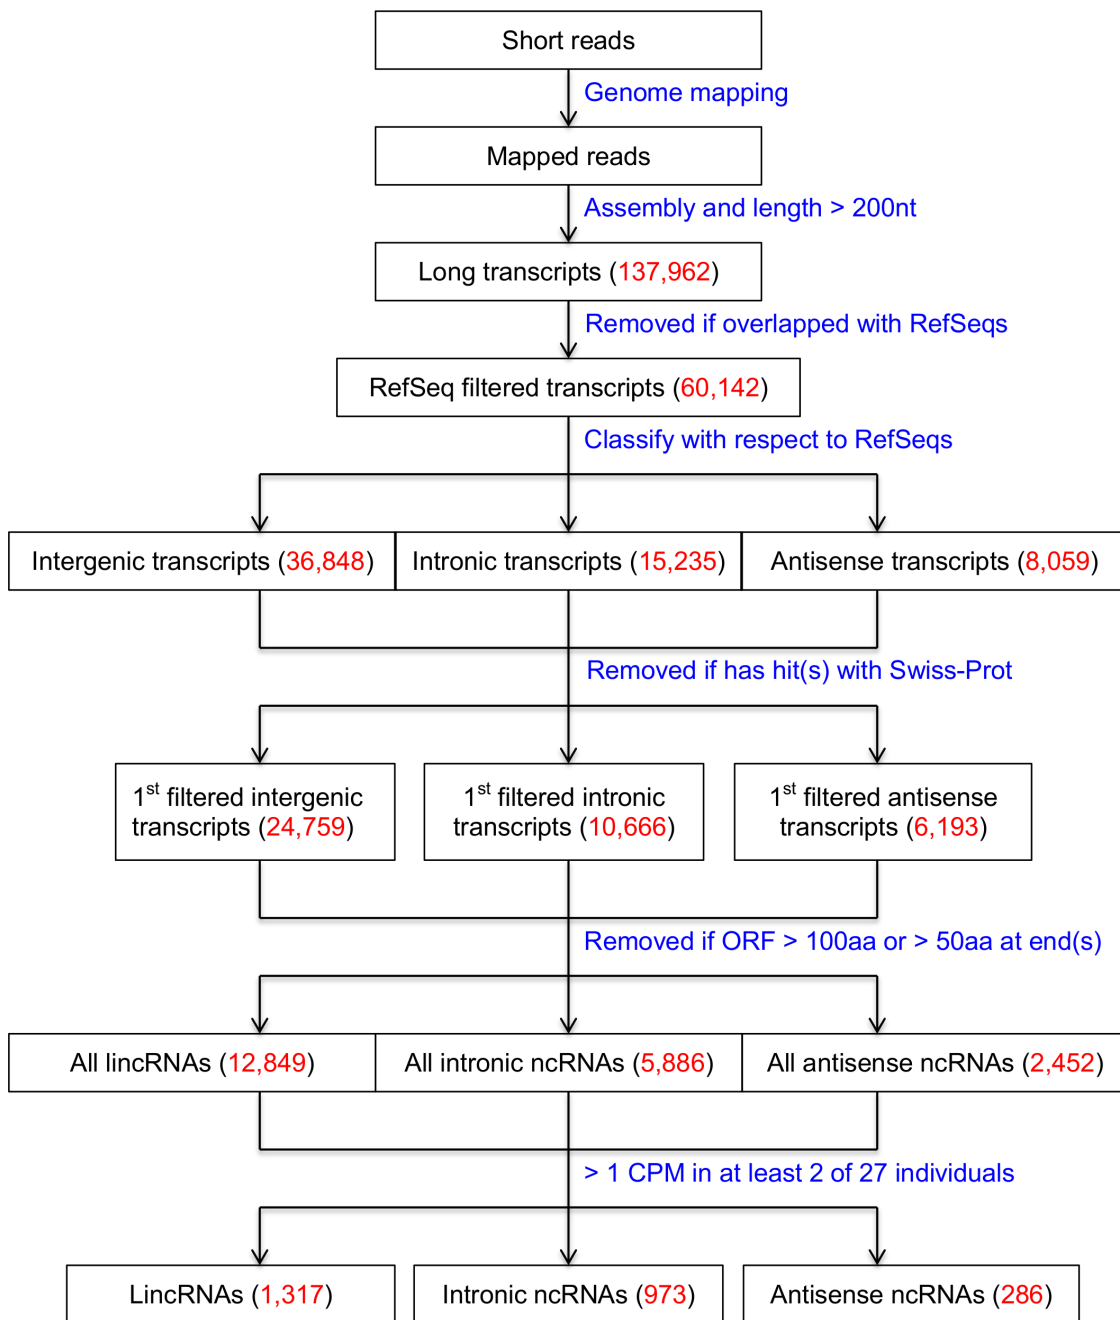 Short reads
Genome mapping
Mapped reads
Assembly and length > 200nt
Long transcripts (137,962)
Removed if overlapped with RefSeqs
RefSeq filtered transcripts (60,142)
Classify with respect to RefSeqs
Intergenic transcripts (36,848)
Intronic transcripts (15,235)
Antisense transcripts (8,059)
Removed if has hit(s) with Swiss-Prot
1st filtered intergenic
transcripts (24,759)
1st filtered intronic
transcripts (10,666)
1st filtered antisense
transcripts (6,193)
Removed if ORF > 100aa or > 50aa at end(s)
All lincRNAs (12,849)
All intronic ncRNAs (5,886)
All antisense ncRNAs (2,452)
> 1 CPM in at least 2 of 27 individuals
LincRNAs (1,317)
Intronic ncRNAs (973)
Antisense ncRNAs (286)